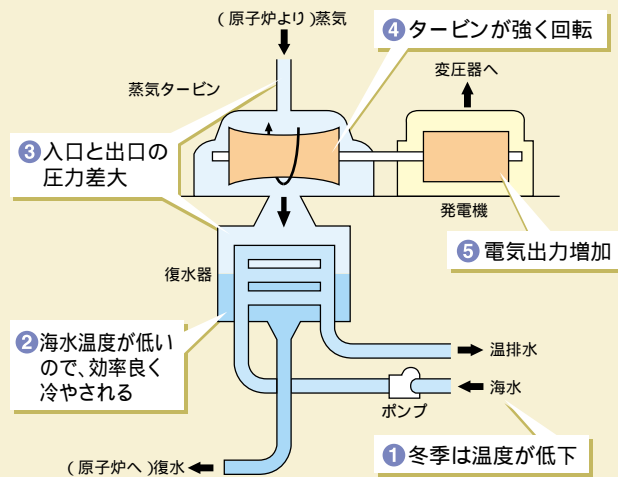 (原子炉より)蒸気
④タービンが強く回転
蒸気タービン
変圧器へ
③入口と出口の
圧力差大
発電機
⑤電気出力増加
復水器
②海水温度が低い
ので、効率良く
冷やされる
温排水
海水
ポンプ
①冬季は温度が低下
(原子炉へ)復水